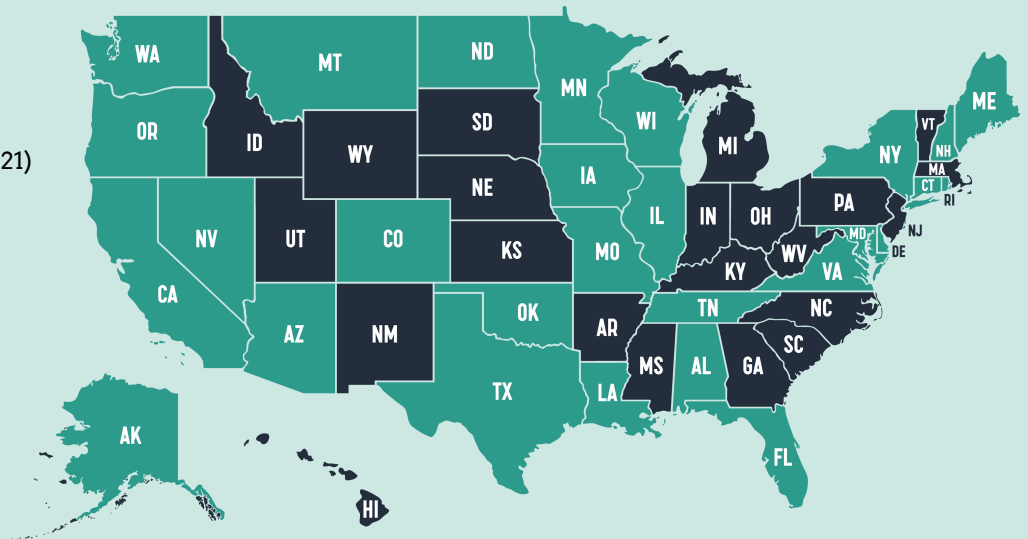 21)
WA
MT
ND
MN
ME
OR
ID
SD
WI
MI
VT
NH
WY
NY
MA
CT
RI
NE
IA
PA
NV
UT
CO
IL
IN
OH
NJ
MD
DE
KS
MO
WV
VA
KY
CA
TN
NC
AZ
NM
OK
AR
SC
MS
AL
GA
TX
LA
AK
FL
HI